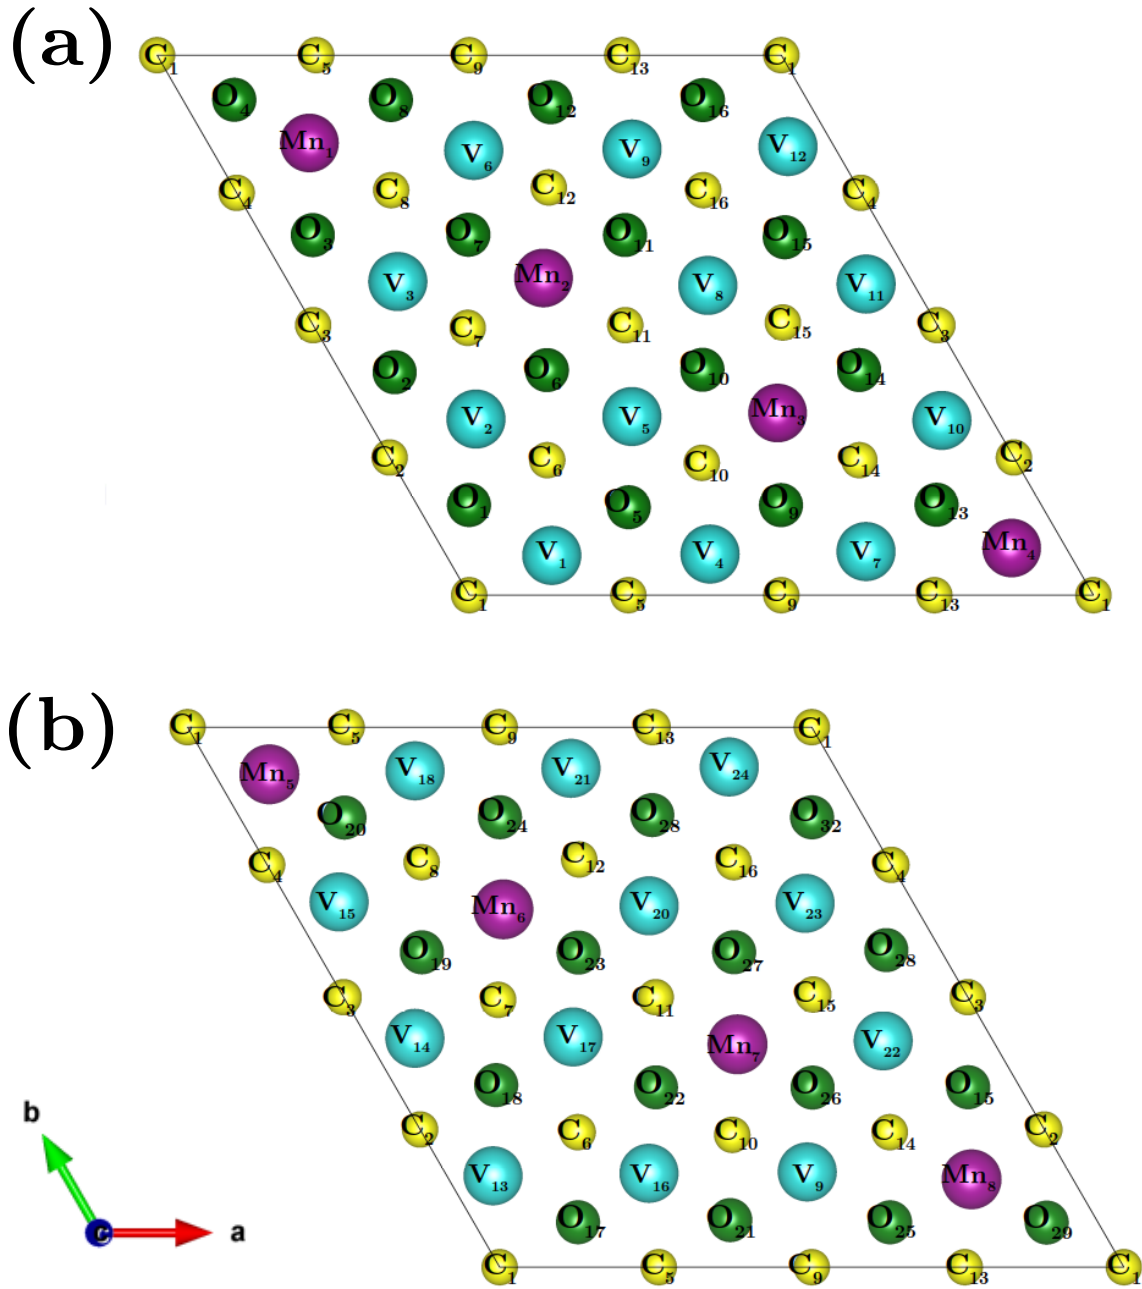 (a)
C₁ C₅ C₉ C₁₃ C₁
O₄ O₈ O₁₂ O₁₆
Mn₁ V₆ V₉ V₁₂
C₄ C₈ C₁₂ C₁₆ C₄
O₃ O₇ O₁₁ O₁₅
V₃ Mn₂ V₈ V₁₁
C₃ C₇ C₁₁ C₁₅ C₃
O₂ O₆ O₁₀ O₁₄
V₂ V₅ Mn₃ V₁₀
C₂ C₆ C₁₀ C₁₄ C₂
O₁ O₅ O₉ O₁₃
V₁ V₄ V₇ Mn₄
C₁ C₅ C₉ C₁₃ C₁
(b)
C₁ C₅ C₉ C₁₃ C₁
Mn₅ V₁₈ V₂₁ V₂₄
O₂₀ O₂₄ O₂₈ O₃₂
C₄ C₈ C₁₂ C₁₆ C₄
V₁₅ Mn₆ V₂₀ V₂₃
O₁₉ O₂₃ O₂₇ O₂₈
C₃ C₇ C₁₁ C₁₅ C₃
V₁₄ V₁₇ Mn₇ V₂₂
O₁₈ O₂₂ O₂₆ O₁₅
C₂ C₆ C₁₀ C₁₄ C₂
V₁₃ V₁₆ V₉ Mn₈
O₁₇ O₂₁ O₂₅ O₂₉
C₁ C₅ C₉ C₁₃ C₁
b
c a